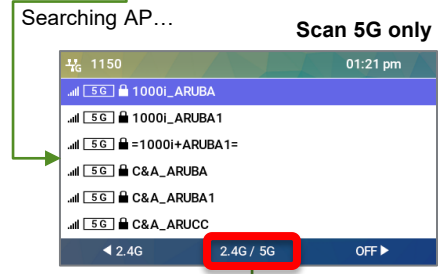 Searching AP…
Scan 5G only
1150 01:21 pm
5G 1000i_ARUBA
5G 1000i_ARUBA1
5G =1000i+ARUBA1=
5G C&A_ARUBA
5G C&A_ARUBA1
5G C&A_ARUCC
◀ 2.4G 2.4G / 5G OFF ▶